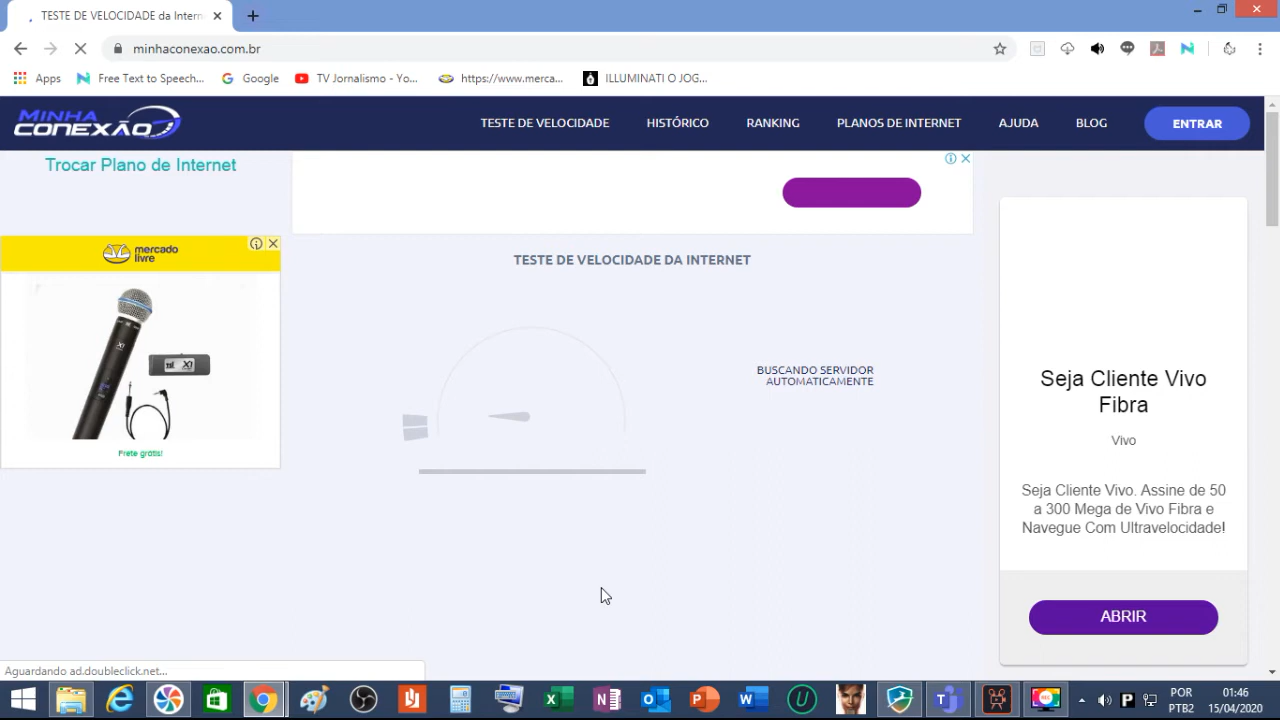 TESTE DE VELOCIDADE da Intern
minhaconexao.com.br
Apps
Free Text to Speech...
Google
TV Jornalismo - Yo...
https://www.merca...
ILLUMINATI O JOG...
MINHA
CONEXÃO
TESTE DE VELOCIDADE
HISTÓRICO
RANKING
PLANOS DE INTERNET
AJUDA
BLOG
ENTRAR
Trocar Plano de Internet
mercado
livre
Frete grátis!
TESTE DE VELOCIDADE DA INTERNET
BUSCANDO SERVIDOR
AUTOMATICAMENTE
Seja Cliente Vivo
Fibra
Vivo
Seja Cliente Vivo. Assine de 50
a 300 Mega de Vivo Fibra e
Navegue Com Ultravelocidade!
ABRIR
Aguardando ad.doubleclick.net...
POR
PTB2
01:46
15/04/2020